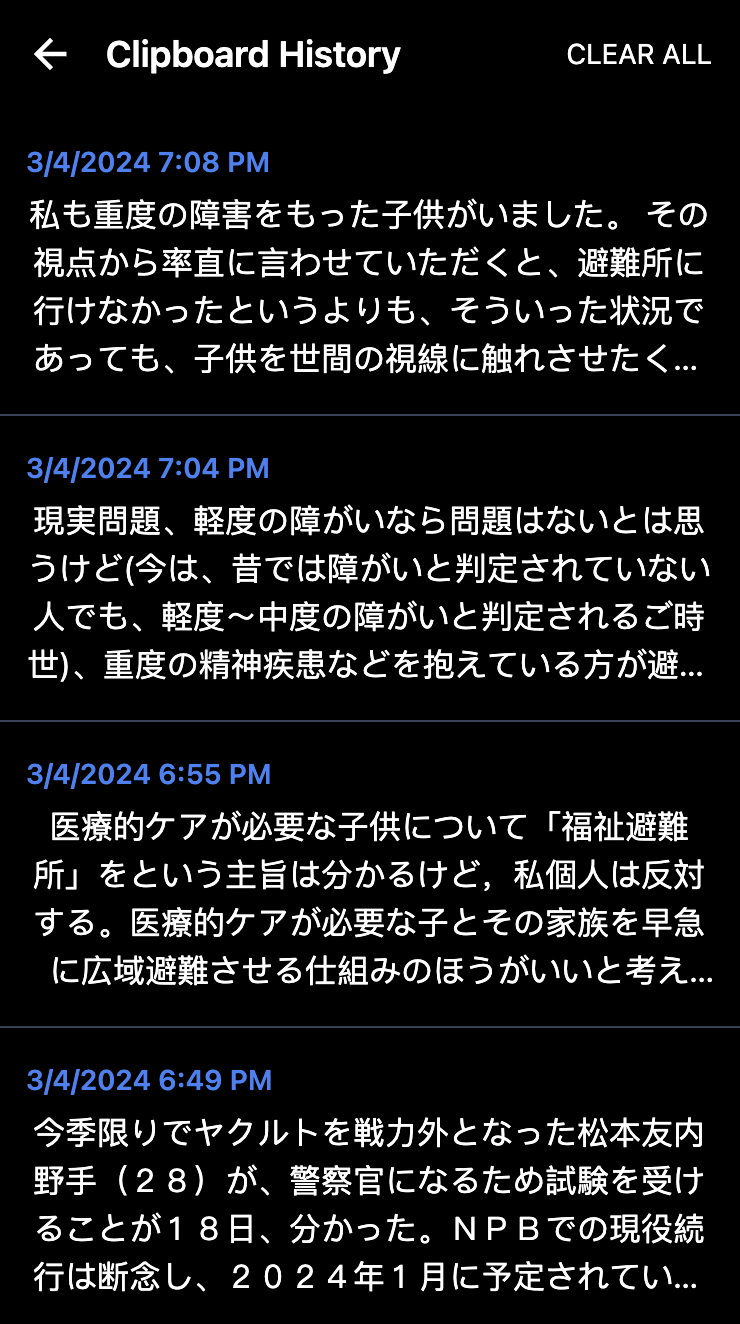 Clipboard History
CLEAR ALL
3/4/2024 7:08 PM
私も重度の障害をもった子供がいました。 その
視点から率直に言わせていただくと、避難所に
行けなかったというよりも、そういった状況で
あっても、子供を世間の視線に触れさせたく...
3/4/2024 7:04 PM
現実問題、軽度の障がいなら問題はないとは思
うけど(今は、昔では障がいと判定されていない
人でも、軽度～中度の障がいと判定されるご時
世)、重度の精神疾患などを抱えている方が避...
3/4/2024 6:55 PM
医療的ケアが必要な子供について「福祉避難
所」をという主旨は分かるけど，私個人は反対
する。医療的ケアが必要な子とその家族を早急
に広域避難させる仕組みのほうがいいと考え...
3/4/2024 6:49 PM
今季限りでヤクルトを戦力外となった松本友内
野手（２８）が、警察官になるため試験を受け
ることが１８日、分かった。ＮＰＢでの現役続
行は断念し、２０２４年１月に予定されてい...